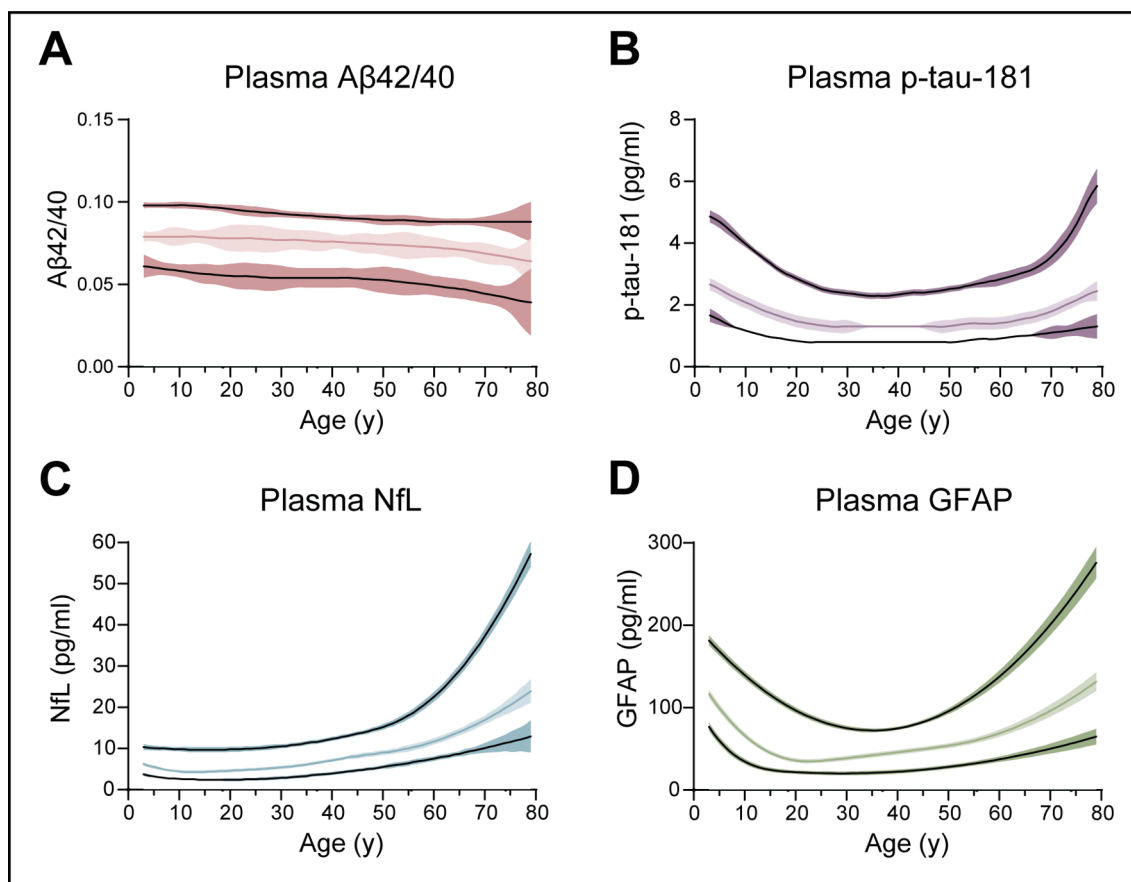 A
Plasma Aβ42/40
0.15
0.10
0.05
0.00
Aβ42/40
0 10 20 30 40 50 60 70 80
Age (y)
B
Plasma p-tau-181
8
6
4
2
0
p-tau-181 (pg/ml)
0 10 20 30 40 50 60 70 80
Age (y)
C
Plasma NfL
60
50
40
30
20
10
0
NfL (pg/ml)
0 10 20 30 40 50 60 70 80
Age (y)
D
Plasma GFAP
300
200
100
0
GFAP (pg/ml)
0 10 20 30 40 50 60 70 80
Age (y)